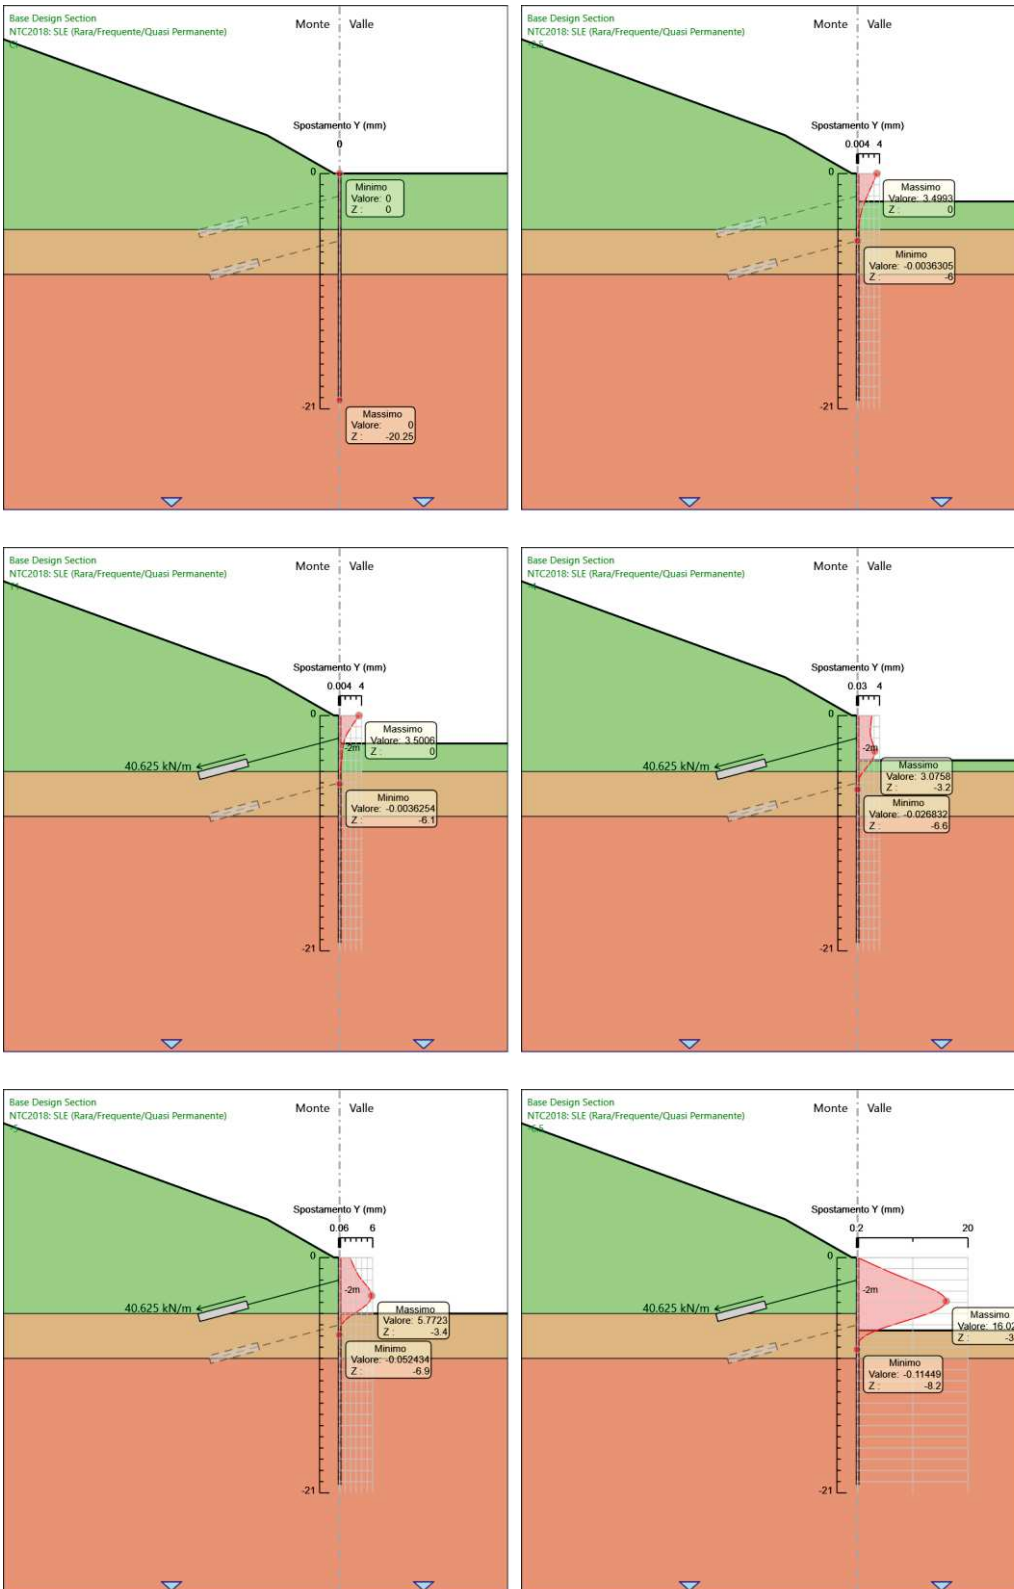 Base Design Section
NTC2018: SLE (Rara/Frequente/Quasi Permanente)
Monte Valle
Spostamento Y (mm)
0
0
Minimo
Valore: 0
Z : 0
-21
Massimo
Valore: 0
Z : -20.25
Base Design Section
NTC2018: SLE (Rara/Frequente/Quasi Permanente)
Monte Valle
Spostamento Y (mm)
0.004 4
0
Massimo
Valore: 3.4993
Z : 0
Minimo
Valore: -0.0036305
Z : -6
-21
Base Design Section
NTC2018: SLE (Rara/Frequente/Quasi Permanente)
Monte Valle
Spostamento Y (mm)
0.004 4
0
Massimo
Valore: 3.5006
Z : 0
-2m
40.625 kN/m
Minimo
Valore: -0.0036254
Z : -6.1
-21
Base Design Section
NTC2018: SLE (Rara/Frequente/Quasi Permanente)
Monte Valle
Spostamento Y (mm)
0.03 4
0
-2m
40.625 kN/m
Massimo
Valore: 3.0758
Z : -3.2
Minimo
Valore: -0.026832
Z : -6.6
-21
Base Design Section
NTC2018: SLE (Rara/Frequente/Quasi Permanente)
Monte Valle
Spostamento Y (mm)
0.06 6
0
-2m
40.625 kN/m
Massimo
Valore: 5.7723
Z : -3.4
Minimo
Valore: -0.052434
Z : -6.9
-21
Base Design Section
NTC2018: SLE (Rara/Frequente/Quasi Permanente)
Monte Valle
Spostamento Y (mm)
0.2 20
0
-2m
40.625 kN/m
Massimo
Valore: 16.02
Z : -3
Minimo
Valore: -0.11449
Z : -8.2
-21